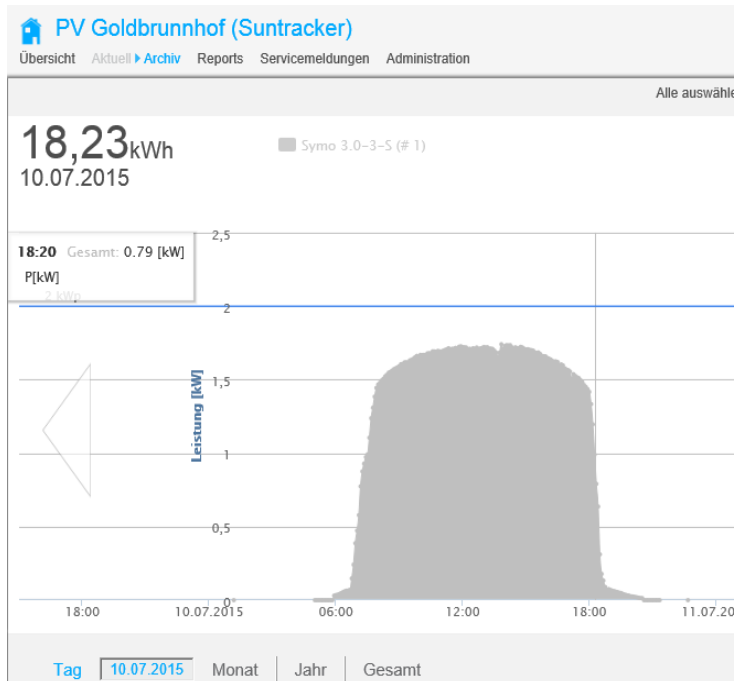 PV Goldbrunnhof (Suntracker)
Übersicht Aktuell Archiv Reports Servicemeldungen Administration
Alle auswähle
18,23kWh
10.07.2015
Symo 3.0-3-S (# 1)
18:20 Gesamt: 0.79 [kW]
P[kW]
2 kWp
Leistung [kW]
2,5
2
1,5
1
0,5
0
18:00 10.07.2015 06:00 12:00 18:00 11.07.20
Tag 10.07.2015 Monat Jahr Gesamt